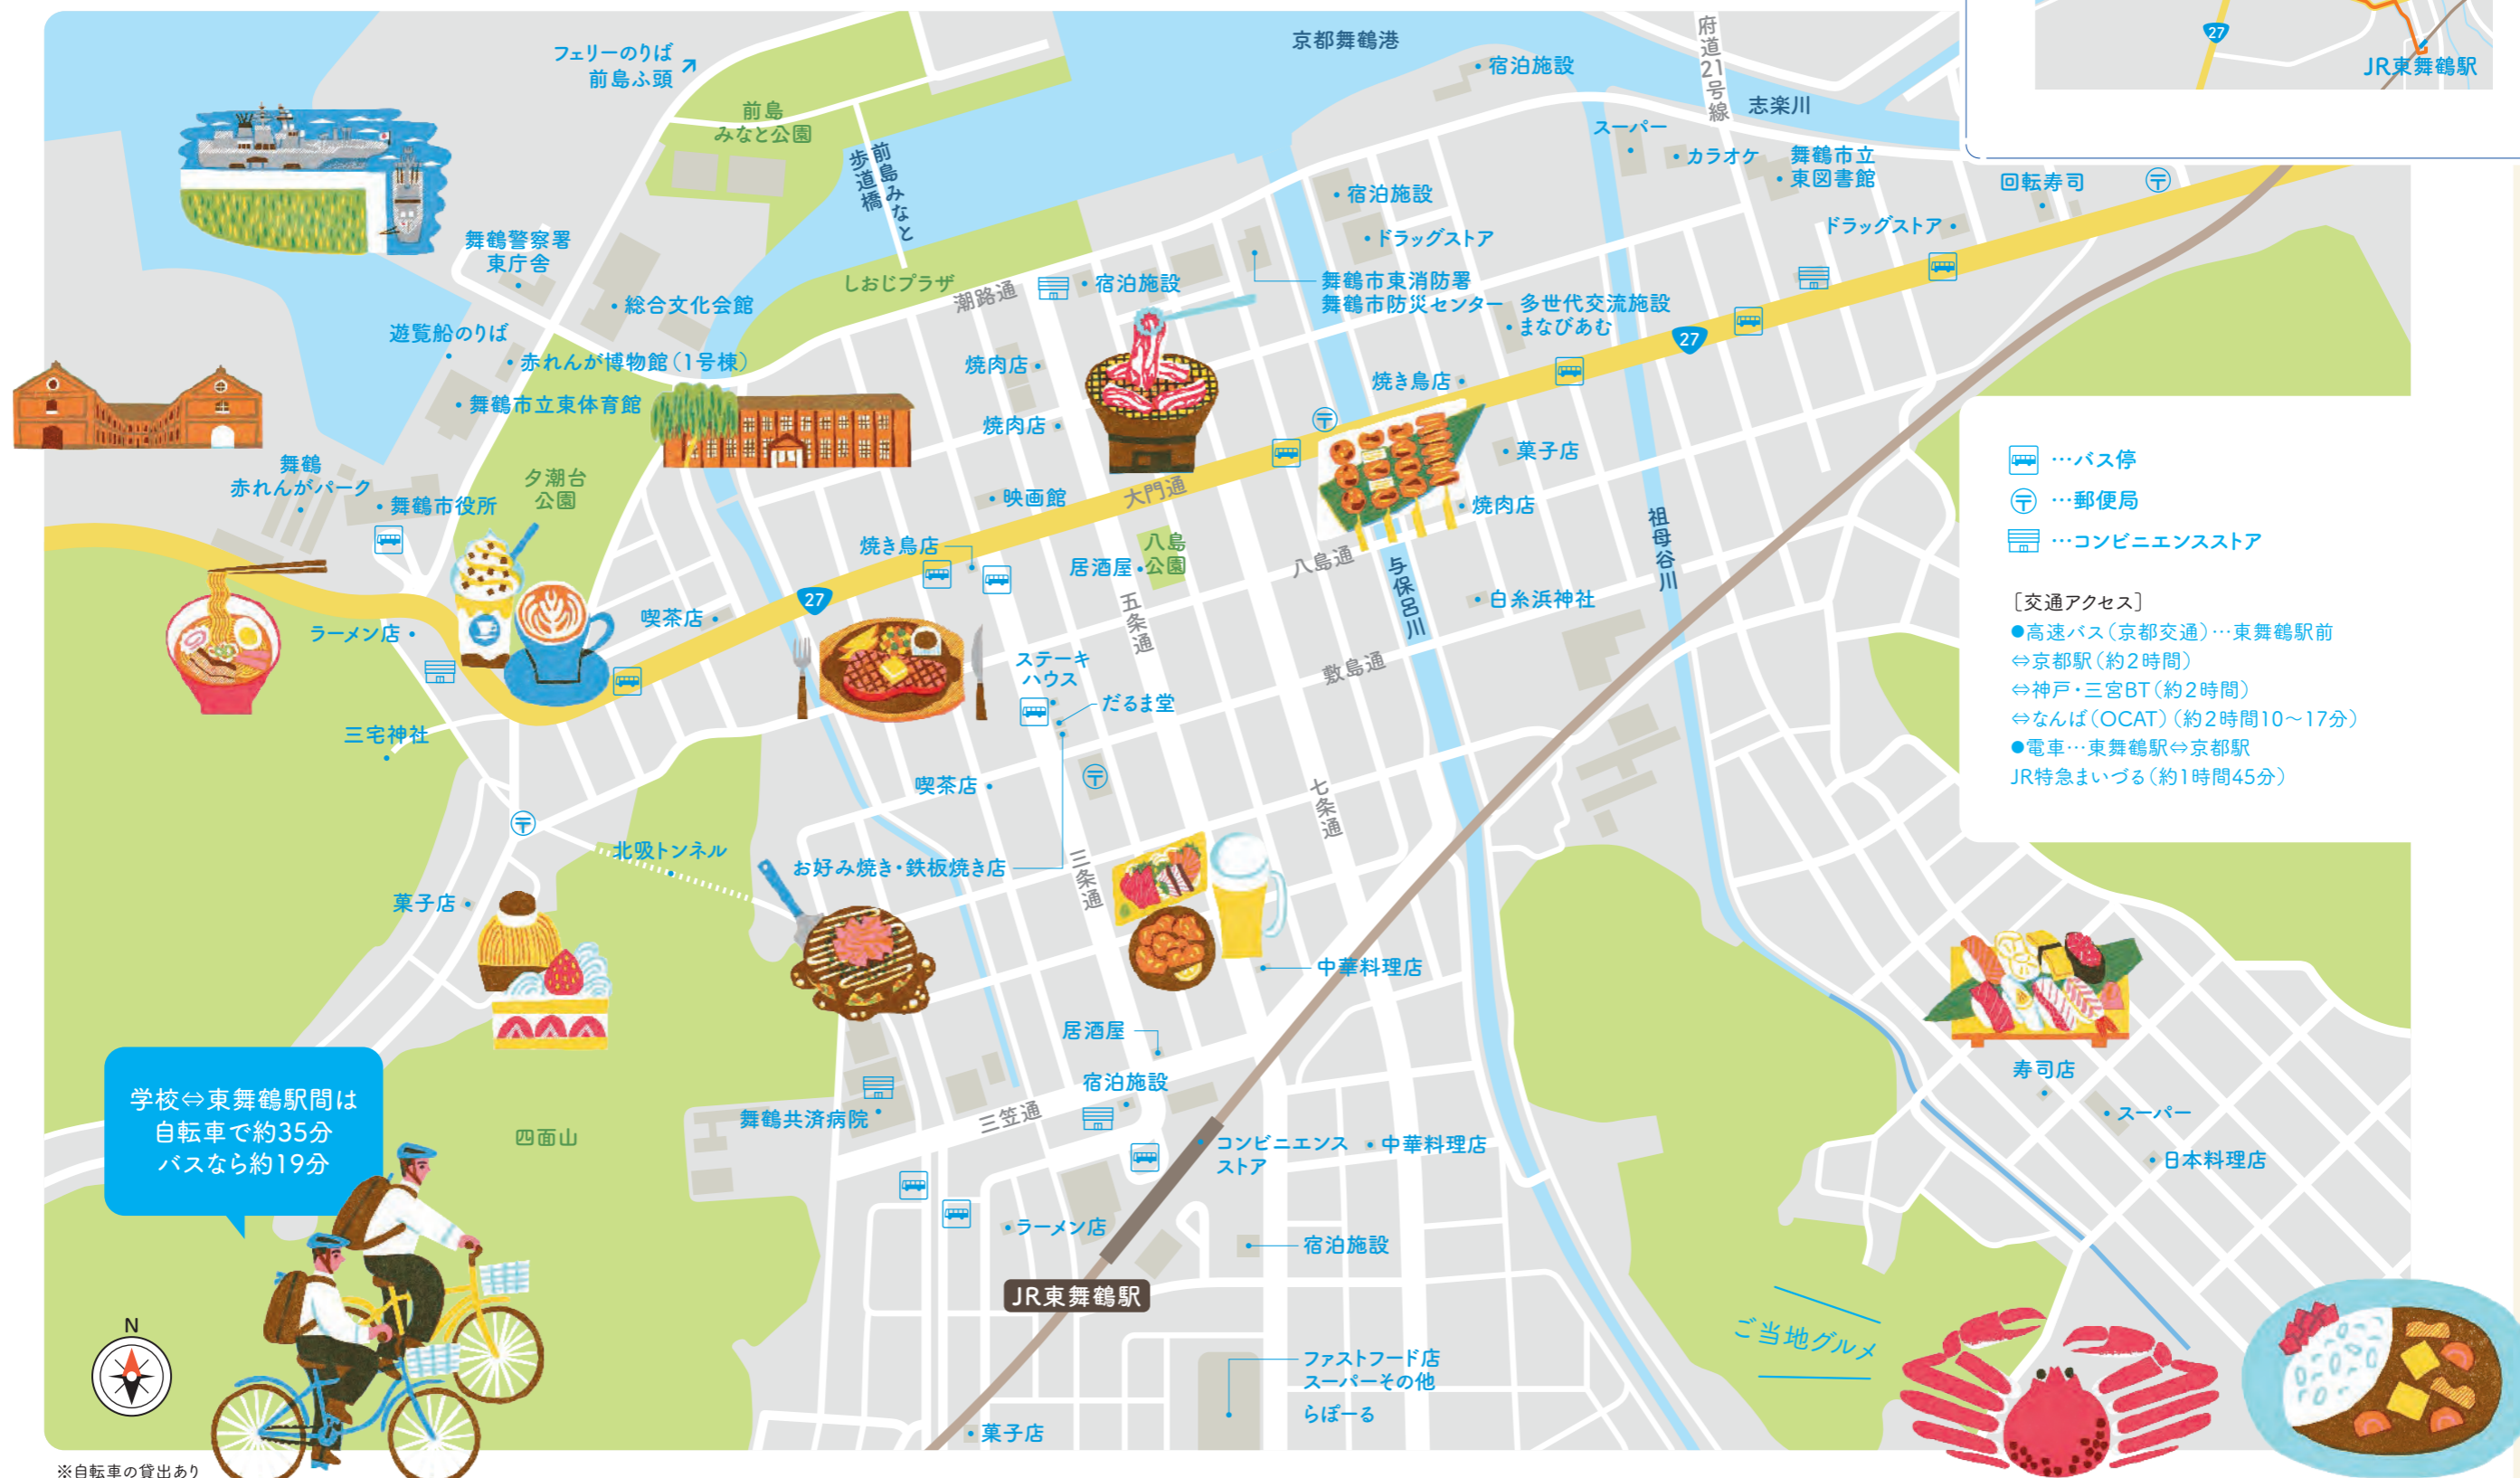 フェリーのりば
前島ふ頭
京都舞鶴港
宿泊施設
府道21号線
志楽川
27
JR東舞鶴駅
前島
みなと公園
前島みなと
歩道橋
スーパー
カラオケ
舞鶴市立
東図書館
回転寿司
〒
宿泊施設
ドラッグストア
ドラッグストア
舞鶴警察署
東庁舎
総合文化会館
しおじプラザ
潮路通
宿泊施設
舞鶴市東消防署
舞鶴市防災センター
多世代交流施設
まなびあむ
27
遊覧船のりば
赤れんが博物館（1号棟）
舞鶴市立東体育館
焼肉店
焼き鳥店
焼肉店
〒
菓子店
舞鶴
赤れんがパーク
舞鶴市役所
夕潮台
公園
映画館
大門通
焼肉店
祖母谷川
焼き鳥店
居酒屋
八島
公園
八島通
与保呂川
白糸浜神社
27
喫茶店
ラーメン店
五条通
敷島通
ステーキ
ハウス
だるま堂
三宅神社
喫茶店
〒
七条通
〒
北吸トンネル
お好み焼き・鉄板焼き店
三条通
菓子店
中華料理店
居酒屋
宿泊施設
舞鶴共済病院
三笠通
コンビニエンス
ストア
中華料理店
四面山
ラーメン店
宿泊施設
JR東舞鶴駅
ファストフード店
スーパーその他
らぽーる
菓子店
寿司店
スーパー
日本料理店
ご当地グルメ
…バス停
〒…郵便局
…コンビニエンスストア
［交通アクセス］
●高速バス（京都交通）…東舞鶴駅前
⇔京都駅（約2時間）
⇔神戸・三宮BT（約2時間）
⇔なんば（OCAT）（約2時間10～17分）
●電車…東舞鶴駅⇔京都駅
JR特急まいづる（約1時間45分）
学校⇔東舞鶴駅間は
自転車で約35分
バスなら約19分
N
※自転車の貸出あり